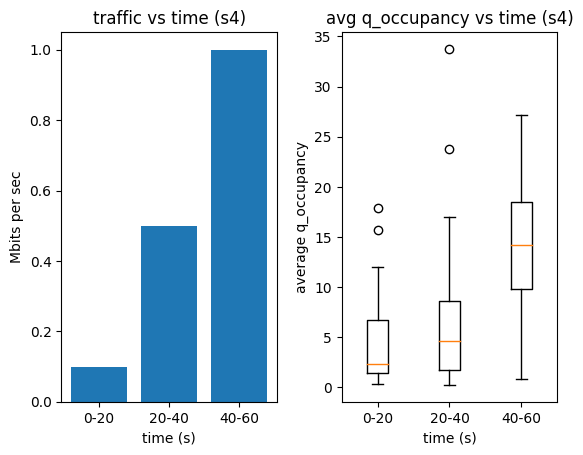 traffic vs time (s4)
Mbits per sec
1.0
0.8
0.6
0.4
0.2
0.0
0-20 20-40 40-60
time (s)
avg q_occupancy vs time (s4)
average q_occupancy
35
30
25
20
15
10
5
0
0-20 20-40 40-60
time (s)